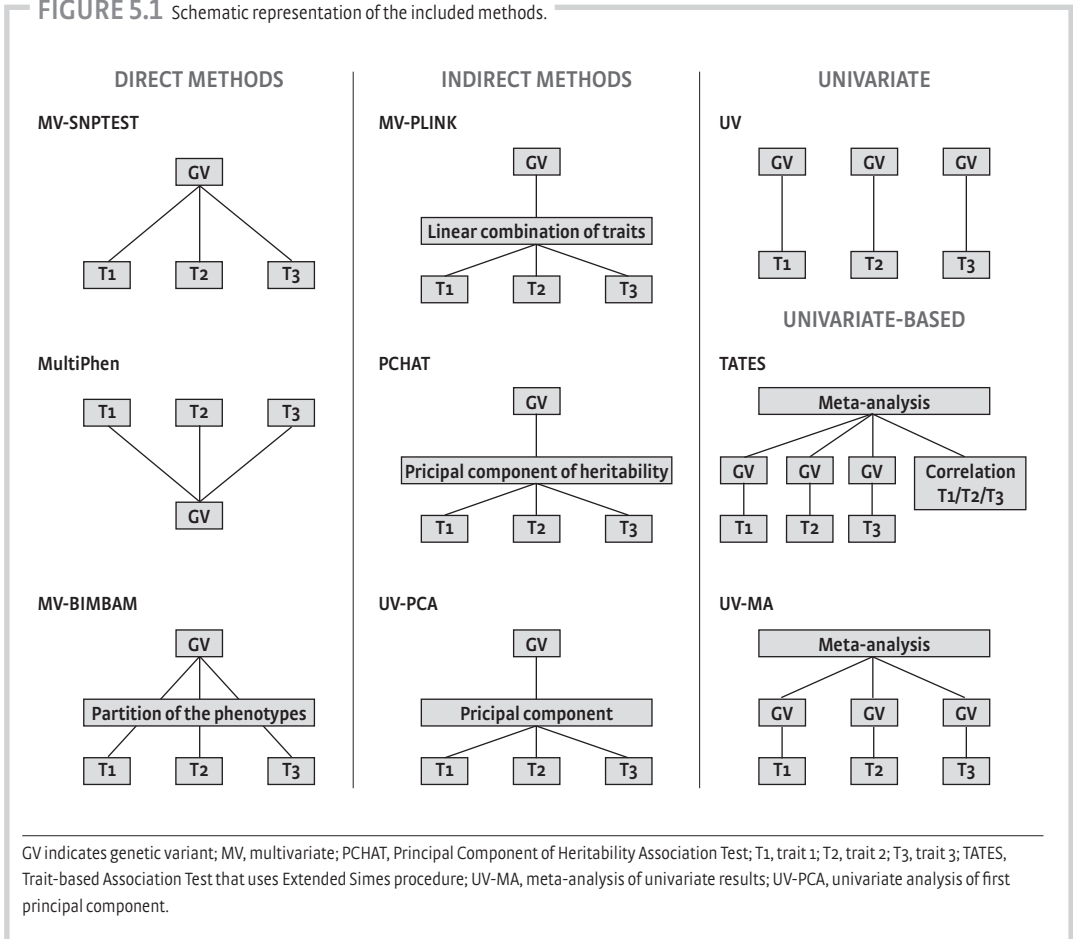 FIGURE 5.1 Schematic representation of the included methods.
DIRECT METHODS
MV-SNPTEST
GV
T1 T2 T3
MultiPhen
T1 T2 T3
GV
MV-BIMBAM
GV
Partition of the phenotypes
T1 T2 T3
INDIRECT METHODS
MV-PLINK
GV
Linear combination of traits
T1 T2 T3
PCHAT
GV
Pricipal component of heritability
T1 T2 T3
UV-PCA
GV
Pricipal component
T1 T2 T3
UNIVARIATE
UV
GV GV GV
T1 T2 T3
UNIVARIATE-BASED
TATES
Meta-analysis
GV GV GV Correlation
T1/T2/T3
T1 T2 T3
UV-MA
Meta-analysis
GV GV GV
T1 T2 T3
GV indicates genetic variant; MV, multivariate; PCHAT, Principal Component of Heritability Association Test; T1, trait 1; T2, trait 2; T3, trait 3; TATES,
Trait-based Association Test that uses Extended Simes procedure; UV-MA, meta-analysis of univariate results; UV-PCA, univariate analysis of first
principal component.